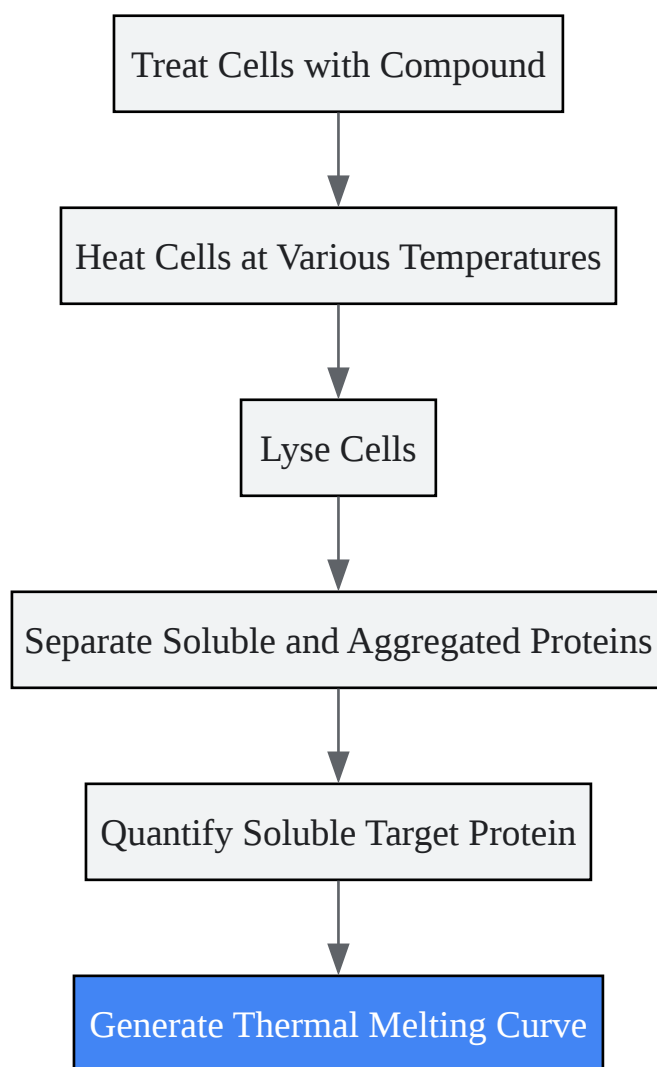 Treat Cells with Compound
Heat Cells at Various Temperatures
Lyse Cells
Separate Soluble and Aggregated Proteins
Quantify Soluble Target Protein
Generate Thermal Melting Curve